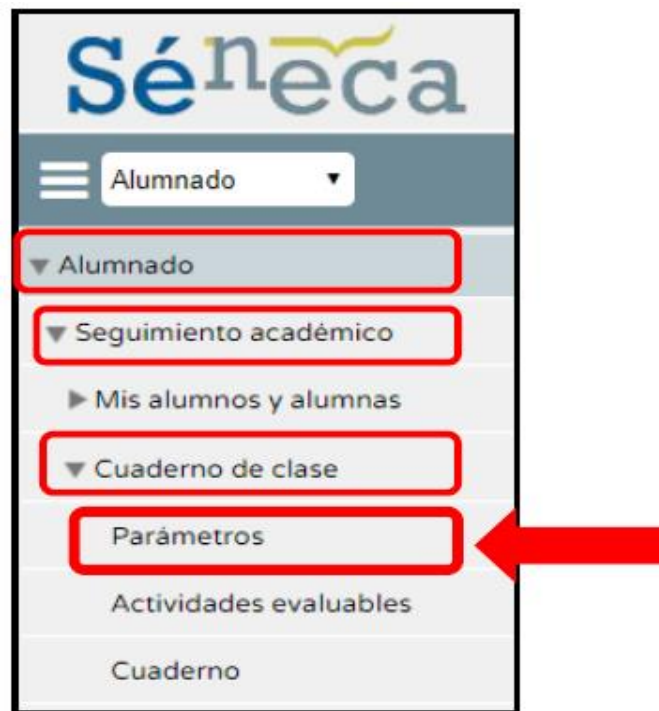 Séneca
Alumnado
Alumnado
Seguimiento académico
Mis alumnos y alumnas
Cuaderno de clase
Parámetros
Actividades evaluables
Cuaderno